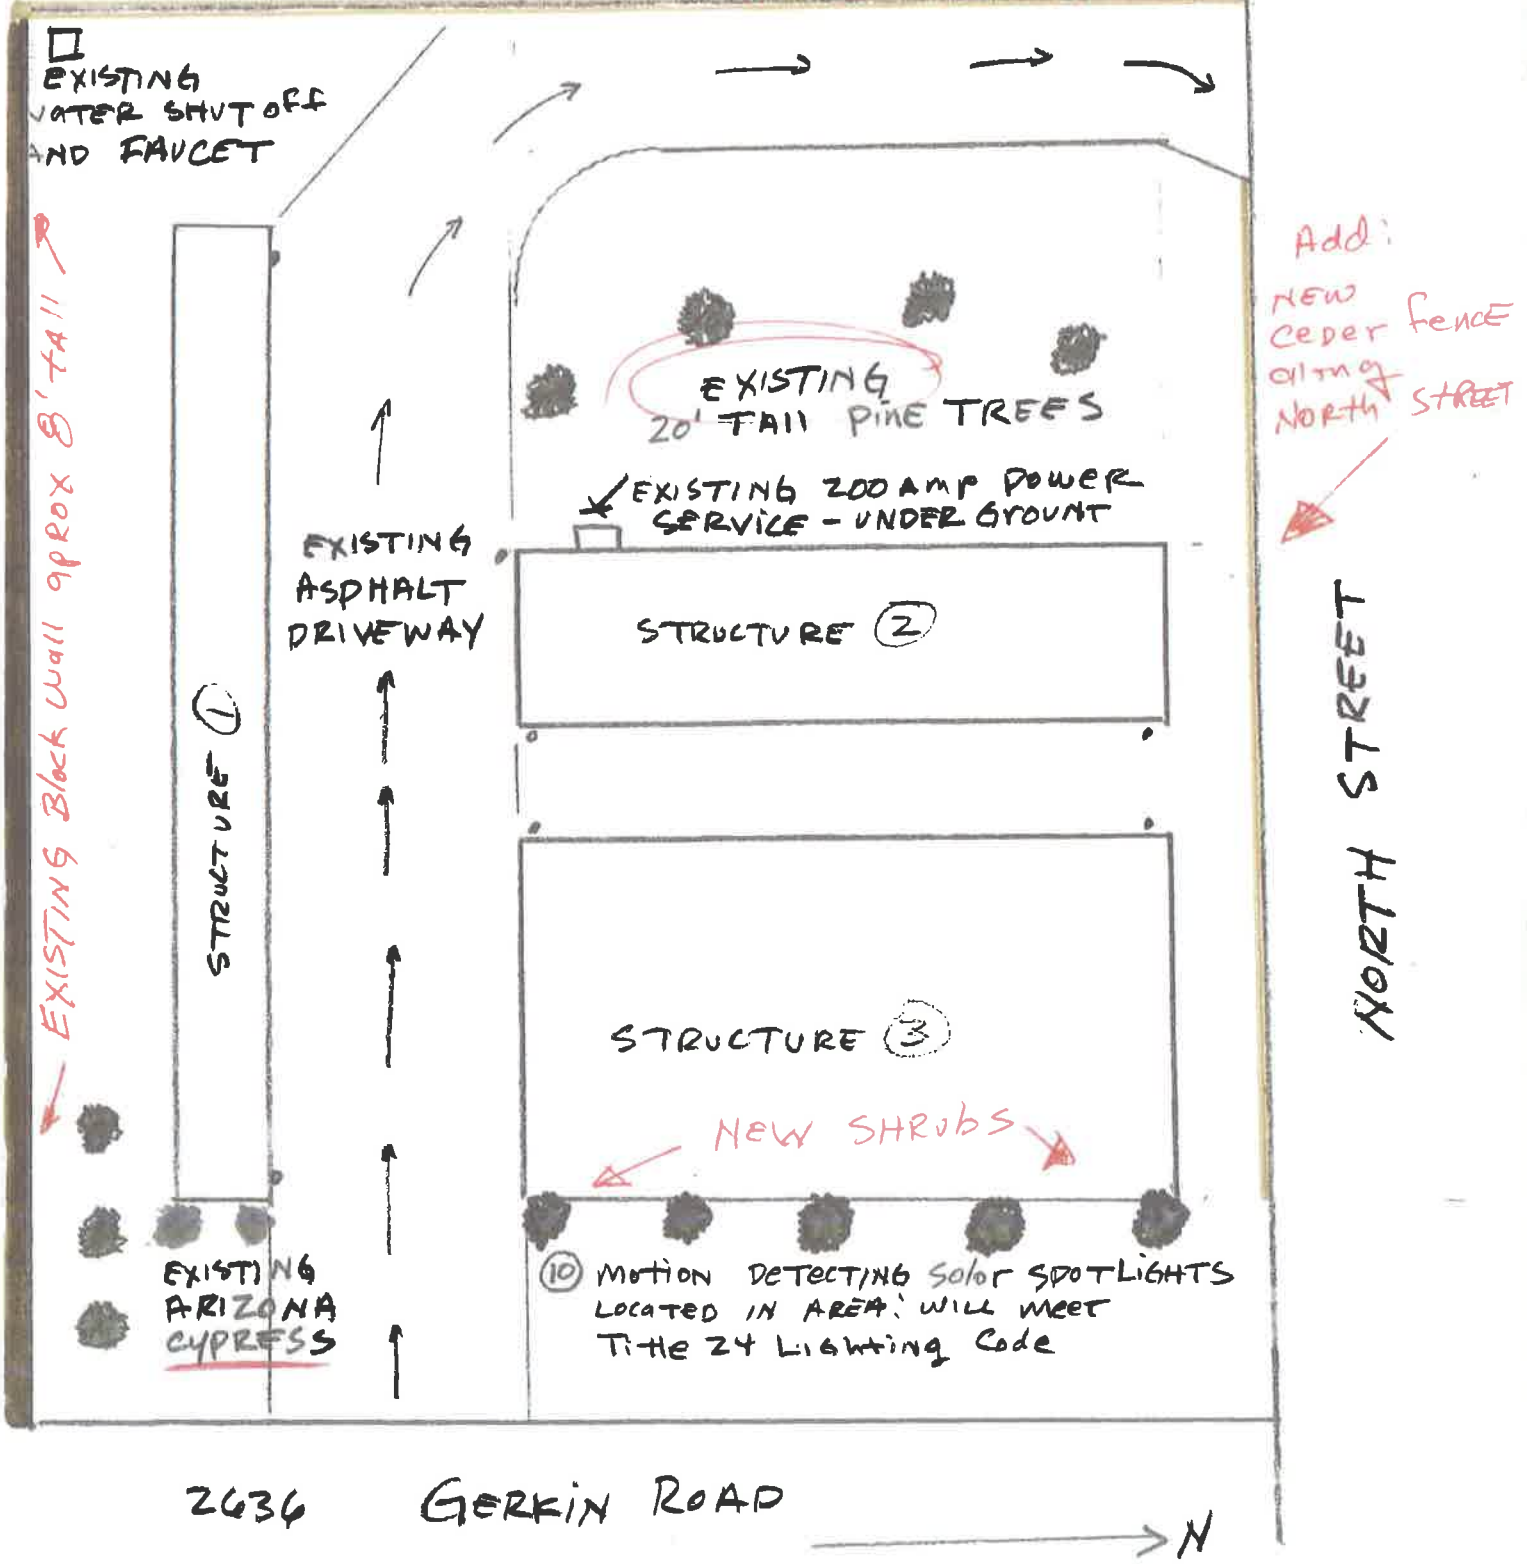 EXISTING
WATER SHUT OFF
AND FAUCET
EXISTING Block wall apRox 8' tAll
Add:
NEW
CeDer FeNCE
along
NoRth StREET
EXISTING
20' TAll PiNE TREES
EXISTING 200 AMP POWER
SERVICE - UNDER GROUNT
EXISTING
ASPHALT
DRIVEWAY
STRUCTURE 2
STRUCTURE 1
NORTH STREET
STRUCTURE 3
NEW SHRUbS
EXISTING
ARIZONA
CYPRESS
10 MOTION DETECTING Solar SPOTLIGHTS
LOCATED IN AREA: WILL MEET
Title 24 LIGHting Code
2636 GERKIN ROAD
N